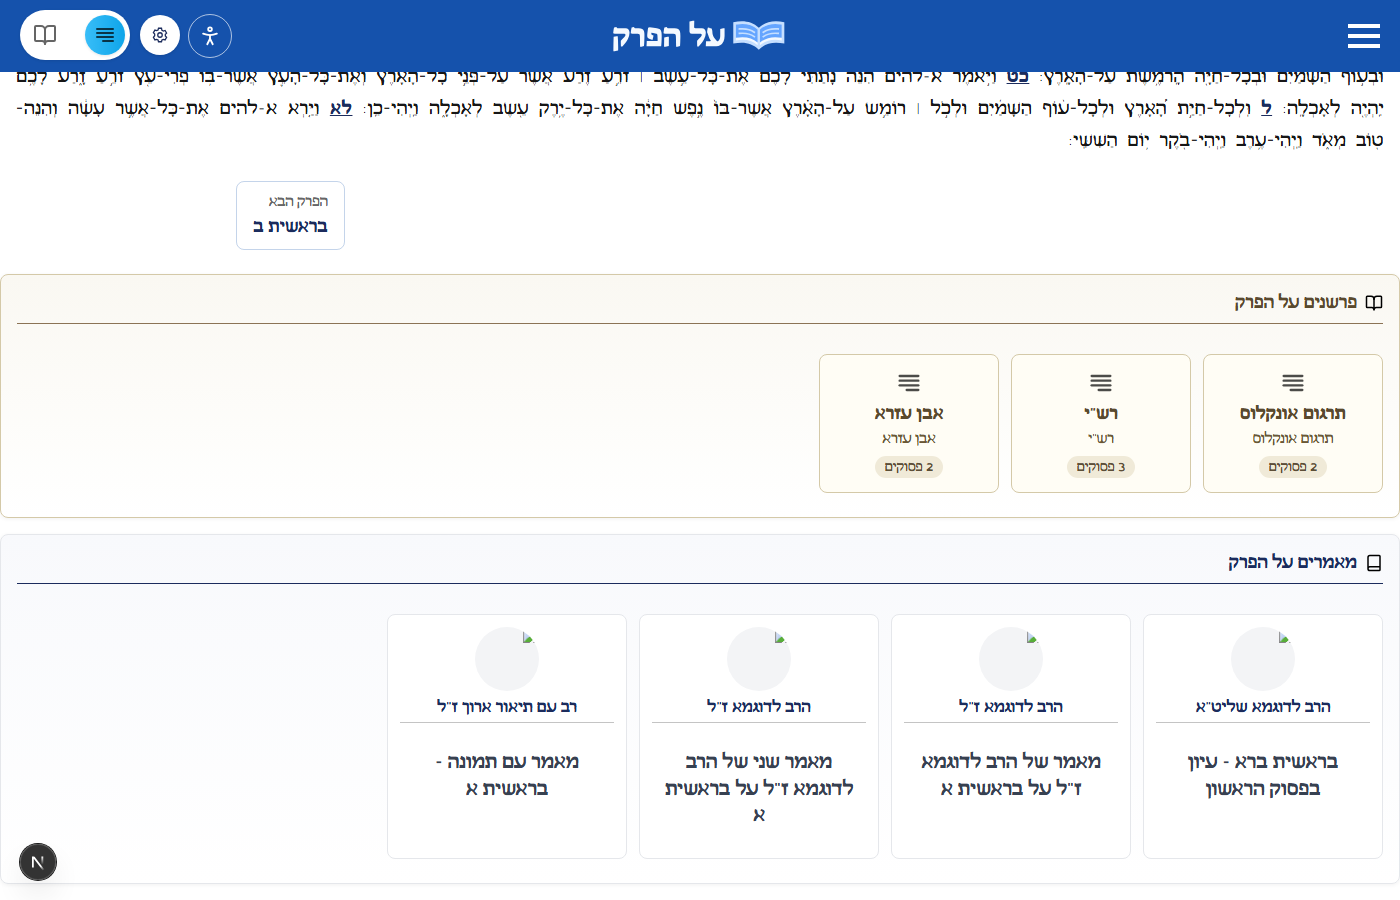 על הפרק
וּבְעוֹף הַשָּׁמַיִם וּבְכָל-חַיָּה הָרֹמֶשֶׂת עַל-הָאָרֶץ: כט וַיֹּאמֶר א-להים הִנֵּה נָתַתִּי לָכֶם אֶת-כָּל-עֵשֶׂב | זֹרֵעַ זֶרַע אֲשֶׁר עַל-פְּנֵי כָל-הָאָרֶץ וְאֶת-כָּל-הָעֵץ אֲשֶׁר-בּוֹ פְרִי-עֵץ זֹרֵעַ זָרַע לָכֶם
יִהְיֶה לְאָכְלָה: ל וּלְכָל-חַיַּת הָאָרֶץ וּלְכָל-עוֹף הַשָּׁמַיִם וּלְכֹל | רוֹמֵשׂ עַל-הָאָרֶץ אֲשֶׁר-בּוֹ נֶפֶשׁ חַיָּה אֶת-כָּל-יֶרֶק עֵשֶׂב לְאָכְלָה וַיְהִי-כֵן: לא וַיַּרְא א-להים אֶת-כָּל-אֲשֶׁר עָשָׂה וְהִנֵּה-
טוֹב מְאֹד וַיְהִי-עֶרֶב וַיְהִי-בֹקֶר יוֹם הַשִּׁשִּׁי:
הפרק הבא
בראשית ב
פרשנים על הפרק
תרגום אונקלוס
תרגום אונקלוס
2 פסוקים
רש"י
רש"י
3 פסוקים
אבן עזרא
אבן עזרא
2 פסוקים
מאמרים על הפרק
הרב לדוגמא שליט"א
בראשית ברא - עיון
בפסוק הראשון
הרב לדוגמא ז"ל
מאמר של הרב לדוגמא
ז"ל על בראשית א
הרב לדוגמא ז"ל
מאמר שני של הרב
לדוגמא ז"ל על בראשית
א
רב עם תיאור ארוך ז"ל
מאמר עם תמונה -
בראשית א
N